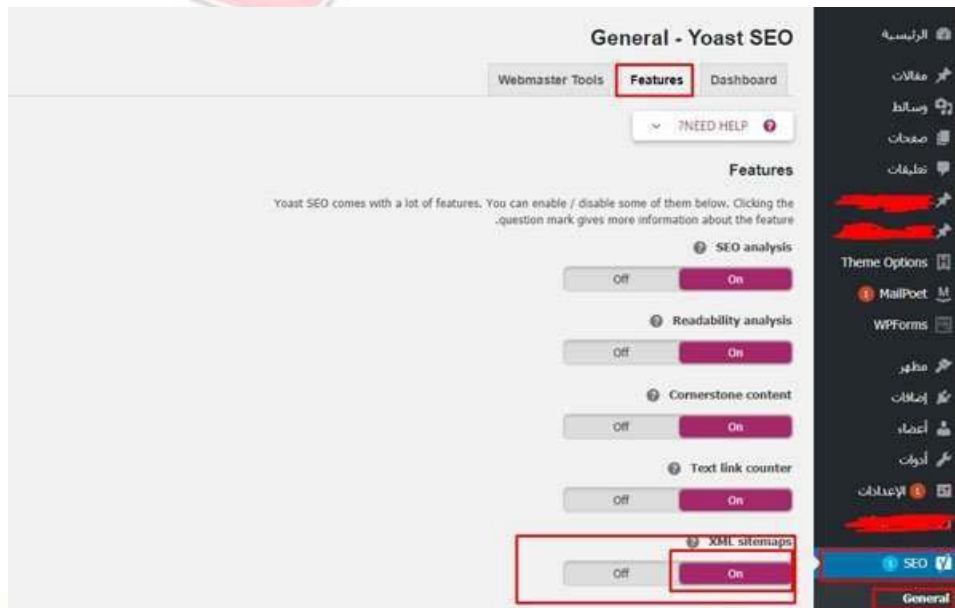 General - Yoast SEO
Dashboard
Features
Webmaster Tools
?NEED HELP
Features
Yoast SEO comes with a lot of features. You can enable / disable some of them below. Clicking the
.question mark gives more information about the feature
SEO analysis
On
Off
Readability analysis
On
Off
Cornerstone content
On
Off
Text link counter
On
Off
XML sitemaps
On
Off
الرئيسية
مقالات
وسائط
صفحات
تعليقات
Theme Options
MailPoet 1
WPForms
مظهر
إضافات
أعضاء
أدوات
الإعدادات 1
SEO 1
General